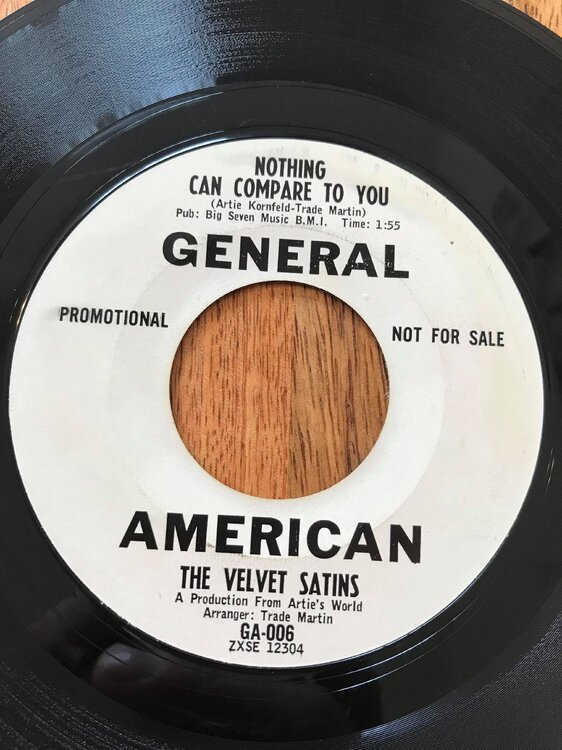 NOTHING
CAN COMPARE TO YOU
(Artie Kornfeld-Trade Martin)
Pub: Big Seven Music B.M.I. Time: 1:55
GENERAL
PROMOTIONAL
NOT FOR SALE
AMERICAN
THE VELVET SATINS
A Production From Artie's World
Arranger: Trade Martin
GA-006
ZXSE 12304